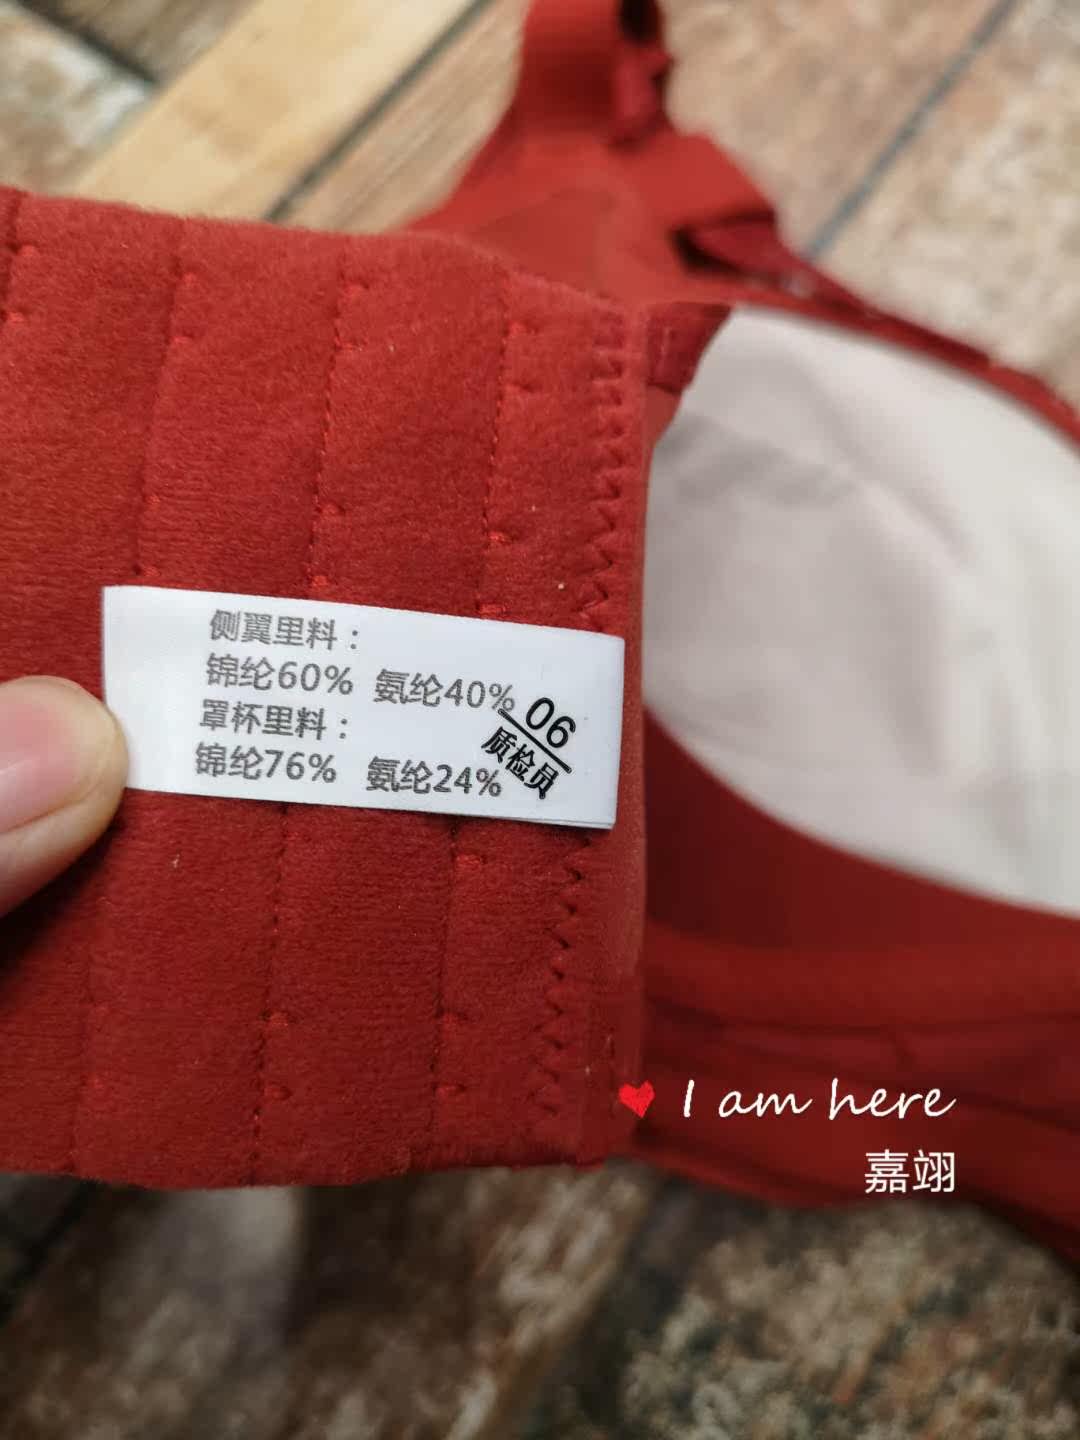 侧翼里料：
锦纶60% 氨纶40%
罩杯里料：
锦纶76% 氨纶24%
06
质检员
I am here
嘉翊